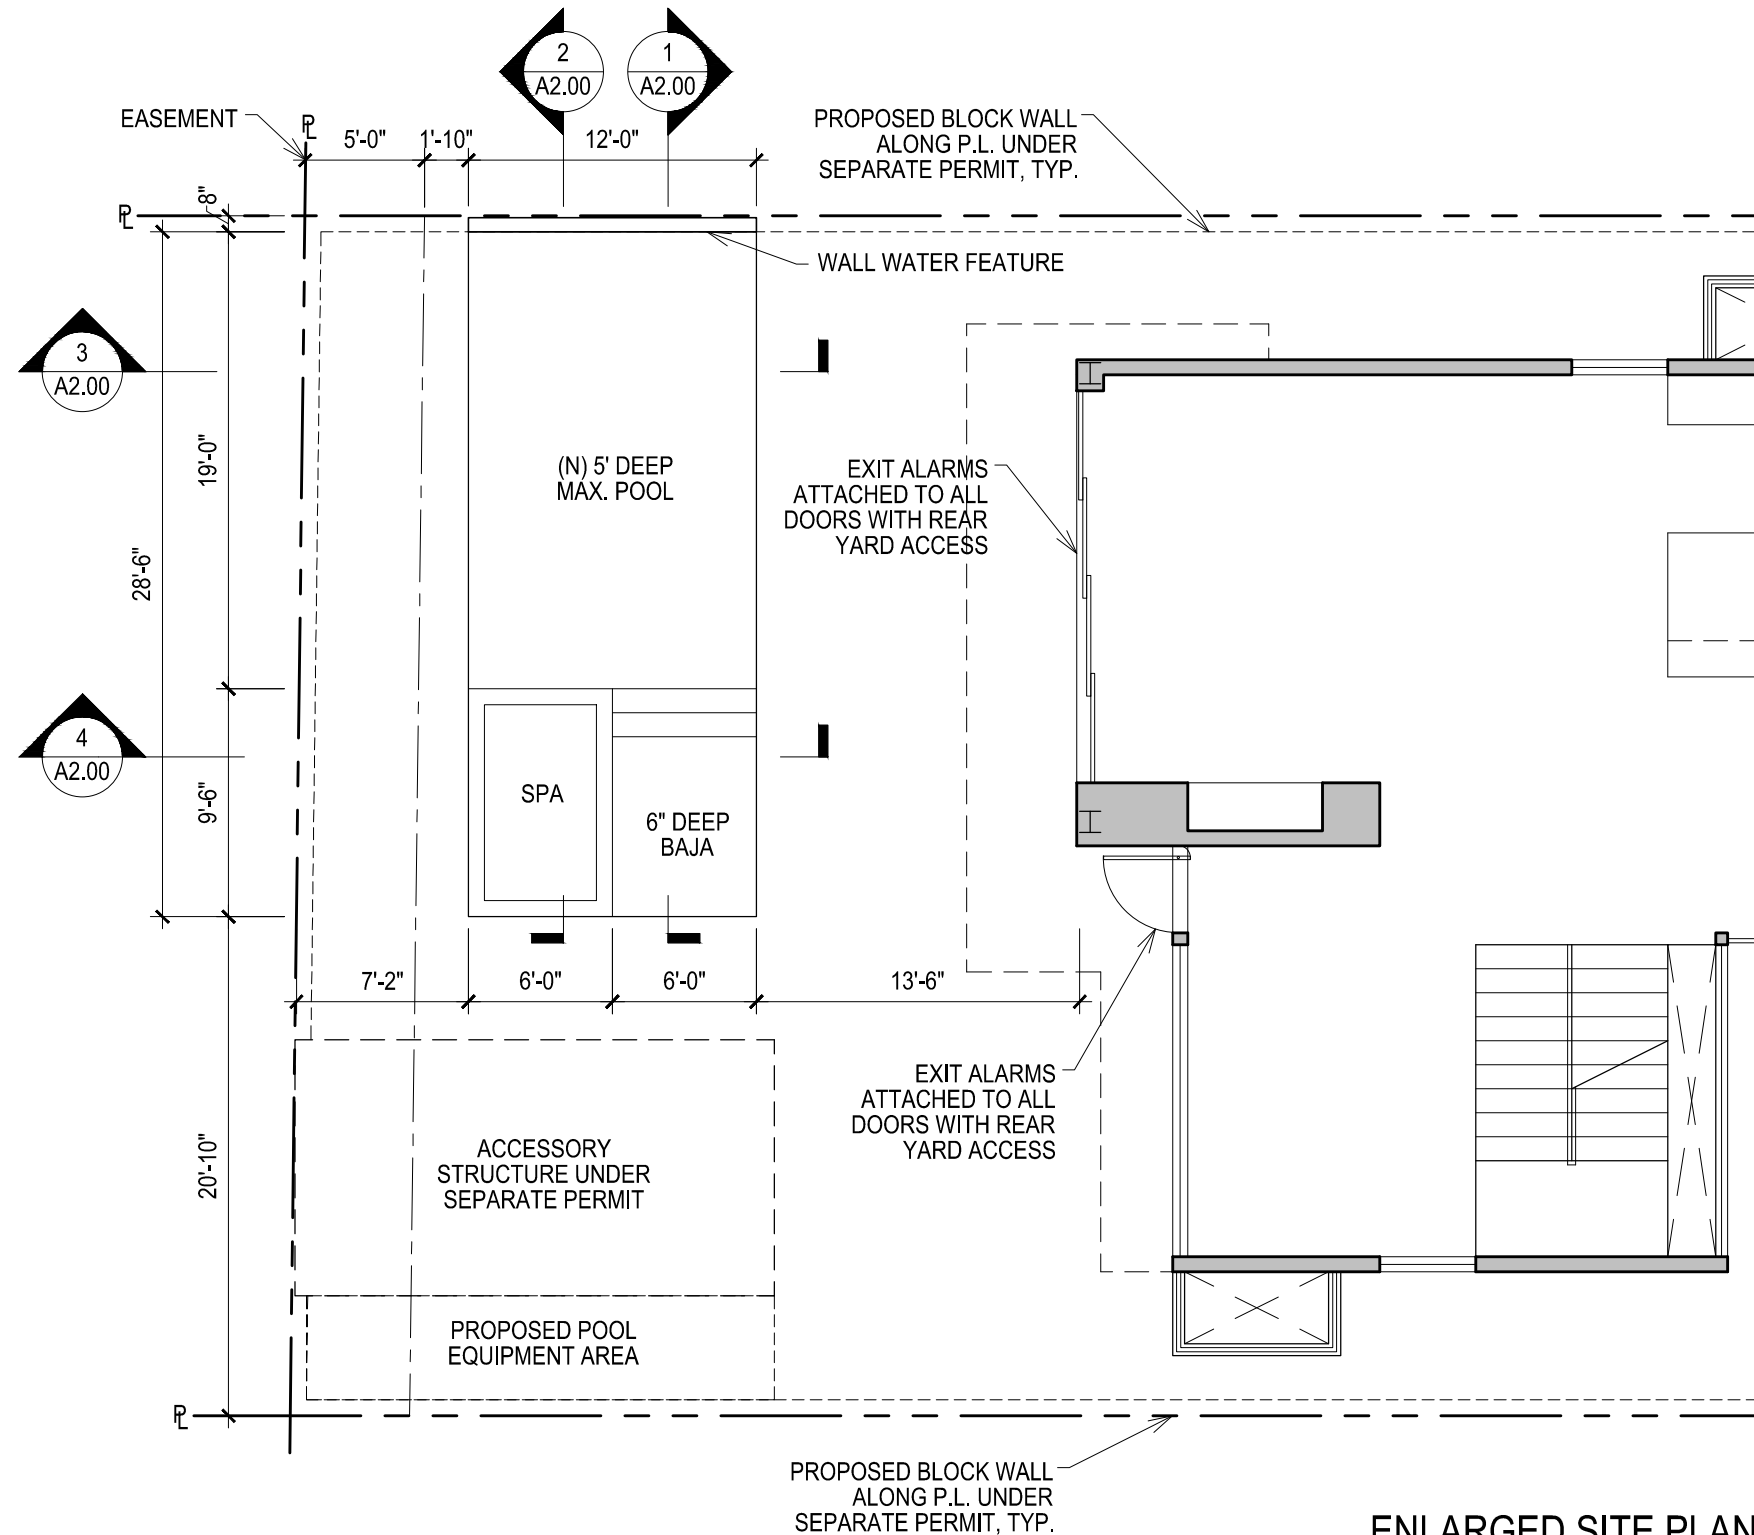 2
A2.00
1
A2.00
EASEMENT
PL
5'-0"
1'-10"
12'-0"
PROPOSED BLOCK WALL
ALONG P.L. UNDER
SEPARATE PERMIT, TYP.
8"
PL
WALL WATER FEATURE
3
A2.00
19'-0"
(N) 5' DEEP
MAX. POOL
EXIT ALARMS
ATTACHED TO ALL
DOORS WITH REAR
YARD ACCESS
28'-6"
4
A2.00
9'-6"
SPA
6" DEEP
BAJA
7'-2"
6'-0"
6'-0"
13'-6"
EXIT ALARMS
ATTACHED TO ALL
DOORS WITH REAR
YARD ACCESS
20'-10"
ACCESSORY
STRUCTURE UNDER
SEPARATE PERMIT
PROPOSED POOL
EQUIPMENT AREA
PL
PROPOSED BLOCK WALL
ALONG P.L. UNDER
SEPARATE PERMIT, TYP.
ENLARGED SITE PLAN